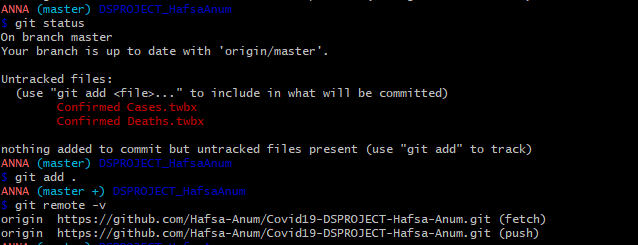 ANNA (master) DSPROJECT_HafsaAnum
$ git status
On branch master
Your branch is up to date with 'origin/master'.
Untracked files:
(use "git add <file>..." to include in what will be committed)
Confirmed Cases.twbx
Confirmed Deaths.twbx
nothing added to commit but untracked files present (use "git add" to track)
ANNA (master) DSPROJECT_HafsaAnum
$ git add .
ANNA (master +) DSPROJECT_HafsaAnum
$ git remote -v
origin  https://github.com/Hafsa-Anum/Covid19-DSPROJECT-Hafsa-Anum.git (fetch)
origin  https://github.com/Hafsa-Anum/Covid19-DSPROJECT-Hafsa-Anum.git (push)
ANNA (master +) DSPROJECT_HafsaAnum